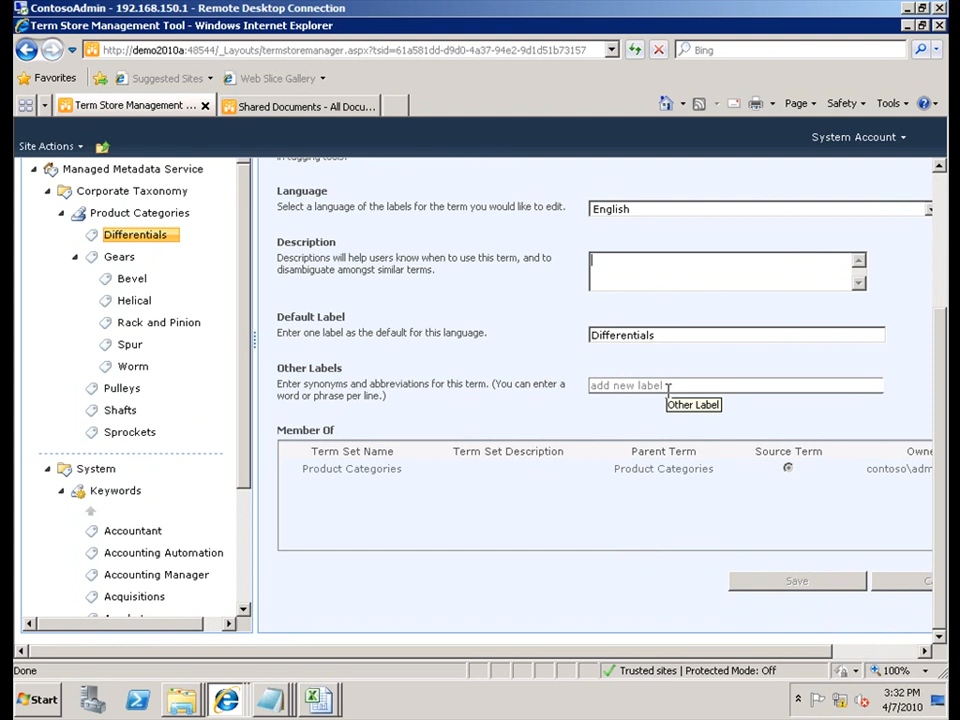 ContosoAdmin - 192.168.150.1 - Remote Desktop Connection
Term Store Management Tool - Windows Internet Explorer
http://demo2010a:48544/_Layouts/termstoremanager.aspx?tsid=61a581dd-d9d0-4a37-94e2-9d1d51b73157
Bing
Favorites
Suggested Sites
Web Slice Gallery
Term Store Management ...
Shared Documents - All Docu...
Page
Safety
Tools
Site Actions
System Account
Managed Metadata Service
Corporate Taxonomy
Product Categories
Differentials
Gears
Bevel
Helical
Rack and Pinion
Spur
Worm
Pulleys
Shafts
Sprockets
System
Keywords
Accountant
Accounting Automation
Accounting Manager
Acquisitions
in tagging tools.
Language
Select a language of the labels for the term you would like to edit.
English
Description
Descriptions will help users know when to use this term, and to
disambiguate amongst similar terms.
Default Label
Enter one label as the default for this language.
Differentials
Other Labels
Enter synonyms and abbreviations for this term. (You can enter a
word or phrase per line.)
add new label
Other Label
Member Of
Term Set Name Term Set Description Parent Term Source Term Owne
Product Categories Product Categories contoso\adm
Save
Done
Trusted sites | Protected Mode: Off
100%
Start
3:32 PM
4/7/2010